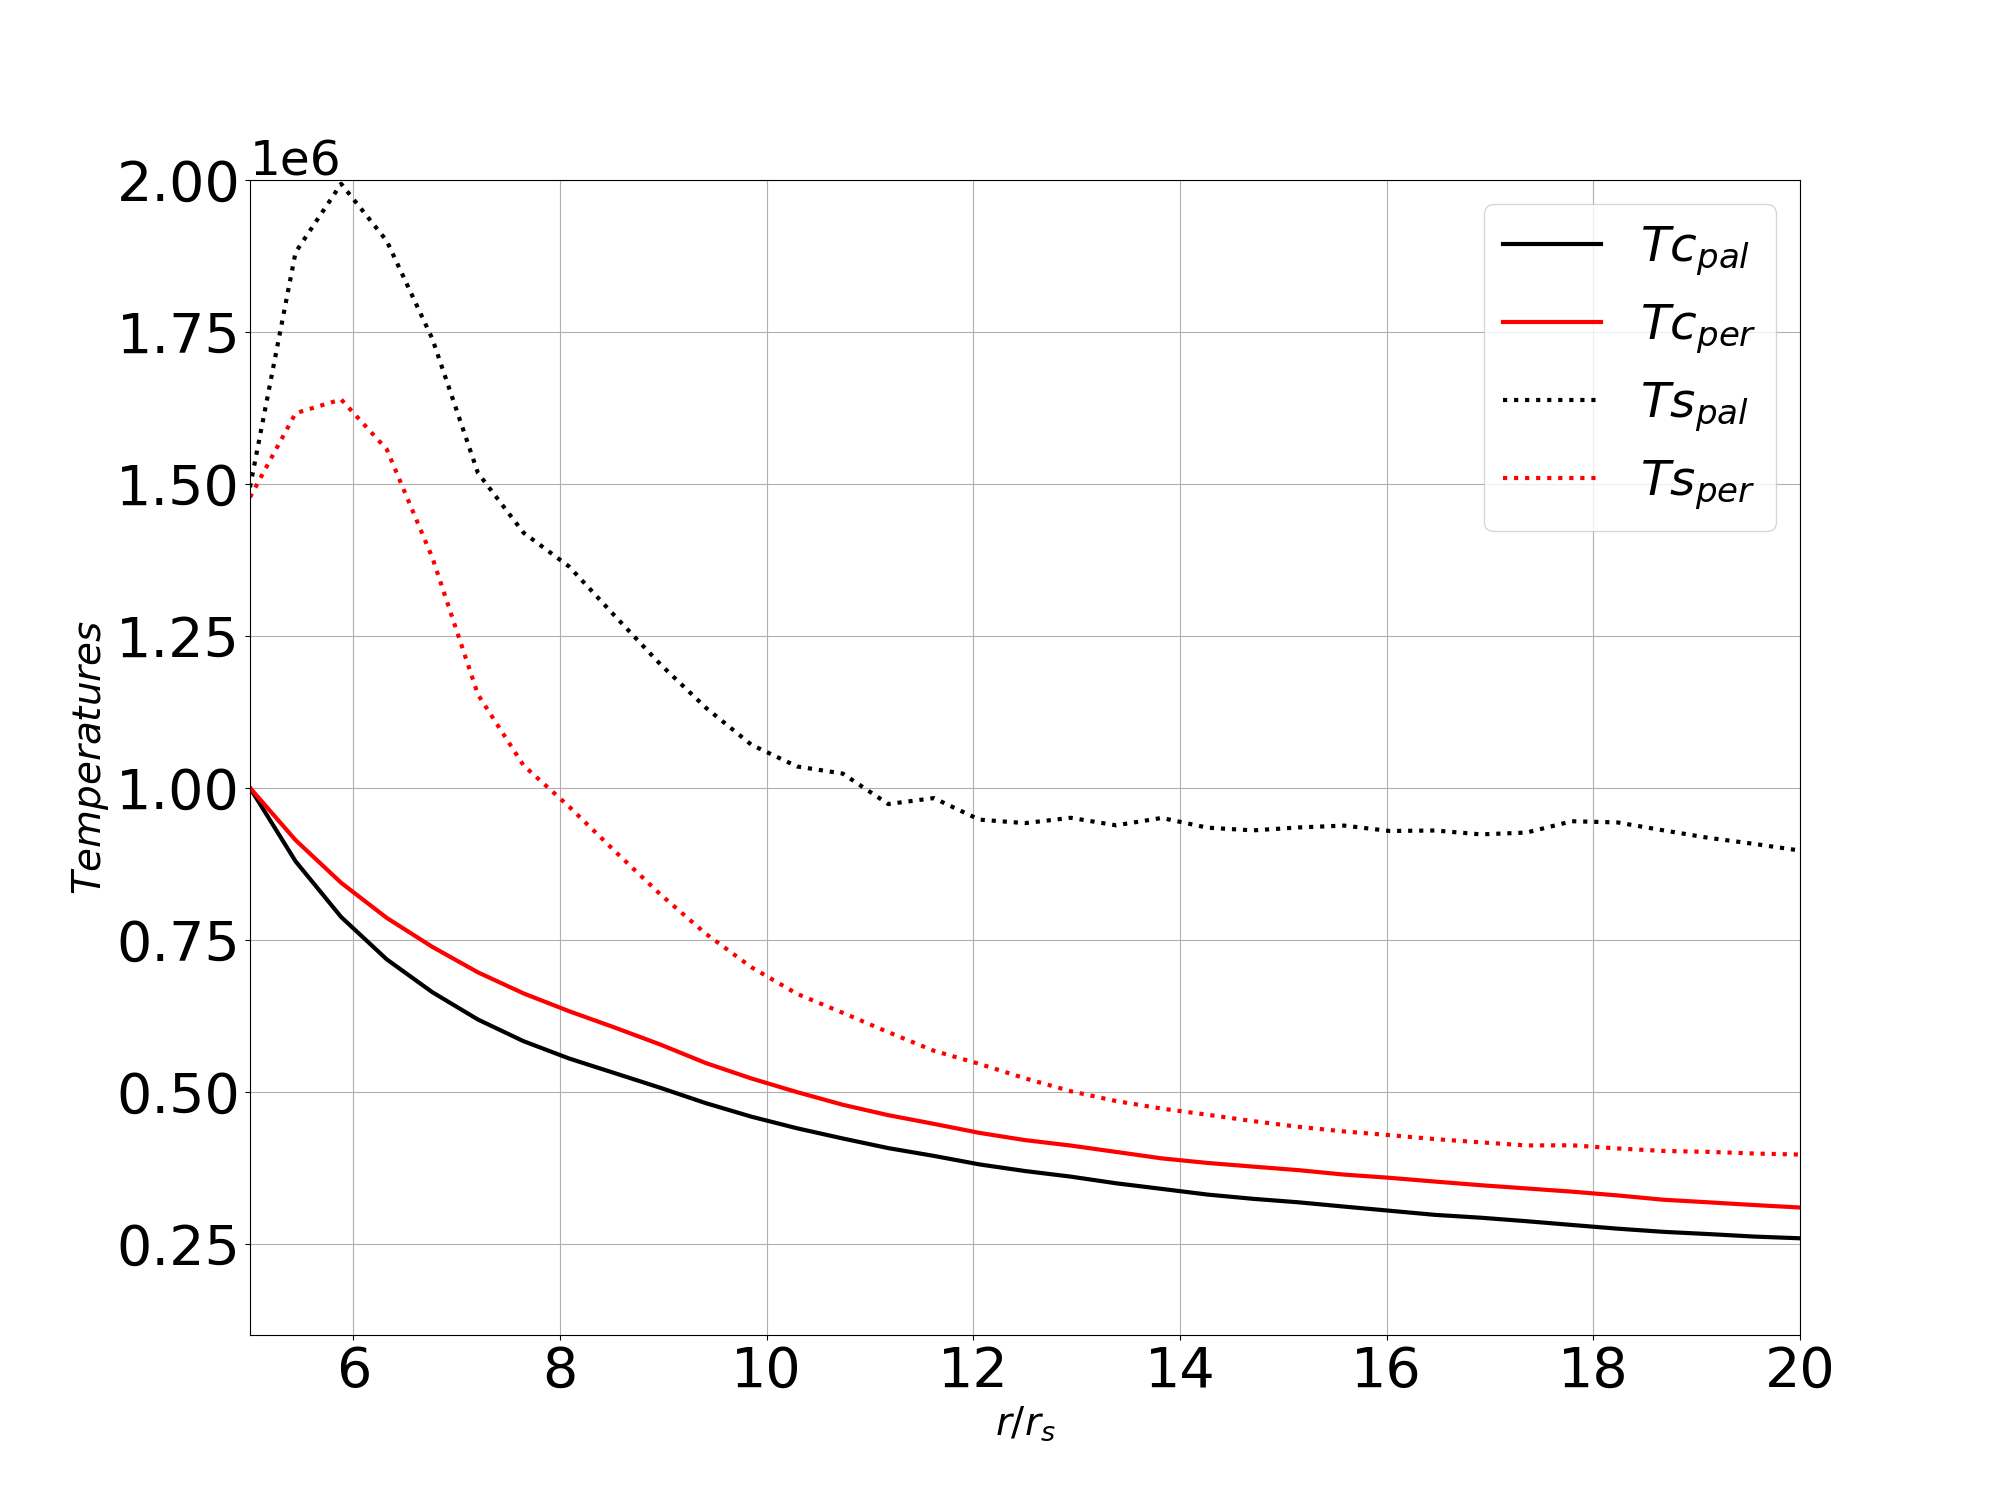 1e6
2.00
1.75
1.50
1.25
1.00
0.75
0.50
0.25
Temperatures
Tc_pal
Tc_per
Ts_pal
Ts_per
6 8 10 12 14 16 18 20
r/r_s